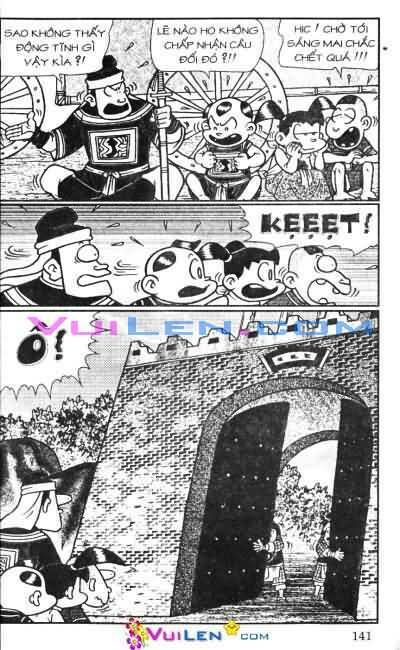 SAO KHÔNG THẤY
ĐỘNG TĨNH GÌ
VẬY KÌA ?!
LẼ NÀO HỌ KHÔNG
CHẤP NHẬN CÂU
ĐỐI ĐÓ ?!!
HIC ! CHỜ TỚI
SÁNG MAI CHẮC
CHẾT QUÁ !!!
KẸẸẸT!
VUILEN.COM
Ồ!
141
VUILEN.COM